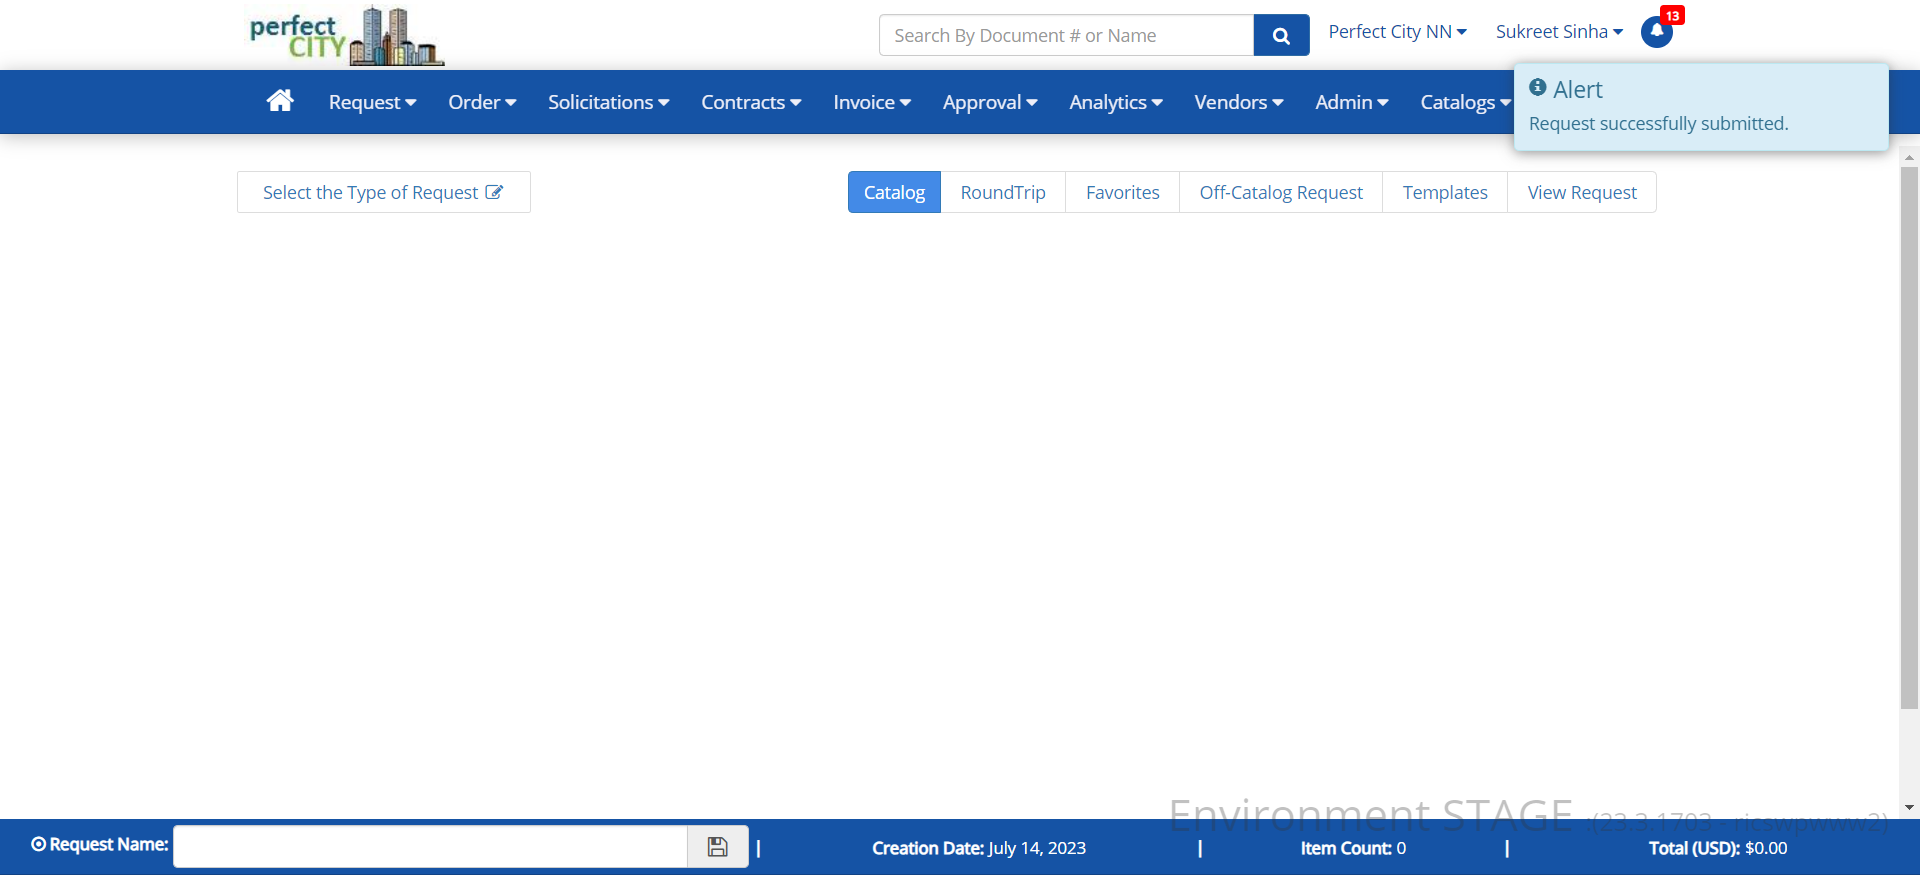 perfect
CITY
Search By Document # or Name
Perfect City NN
Sukreet Sinha
13
Request
Order
Solicitations
Contracts
Invoice
Approval
Analytics
Vendors
Admin
Catalogs
Alert
Request successfully submitted.
Select the Type of Request
Catalog
RoundTrip
Favorites
Off-Catalog Request
Templates
View Request
Environment STAGE :(23.3.1703 - ricswpwww2)
Request Name:
|
Creation Date: July 14, 2023
|
Item Count: 0
|
Total (USD): $0.00